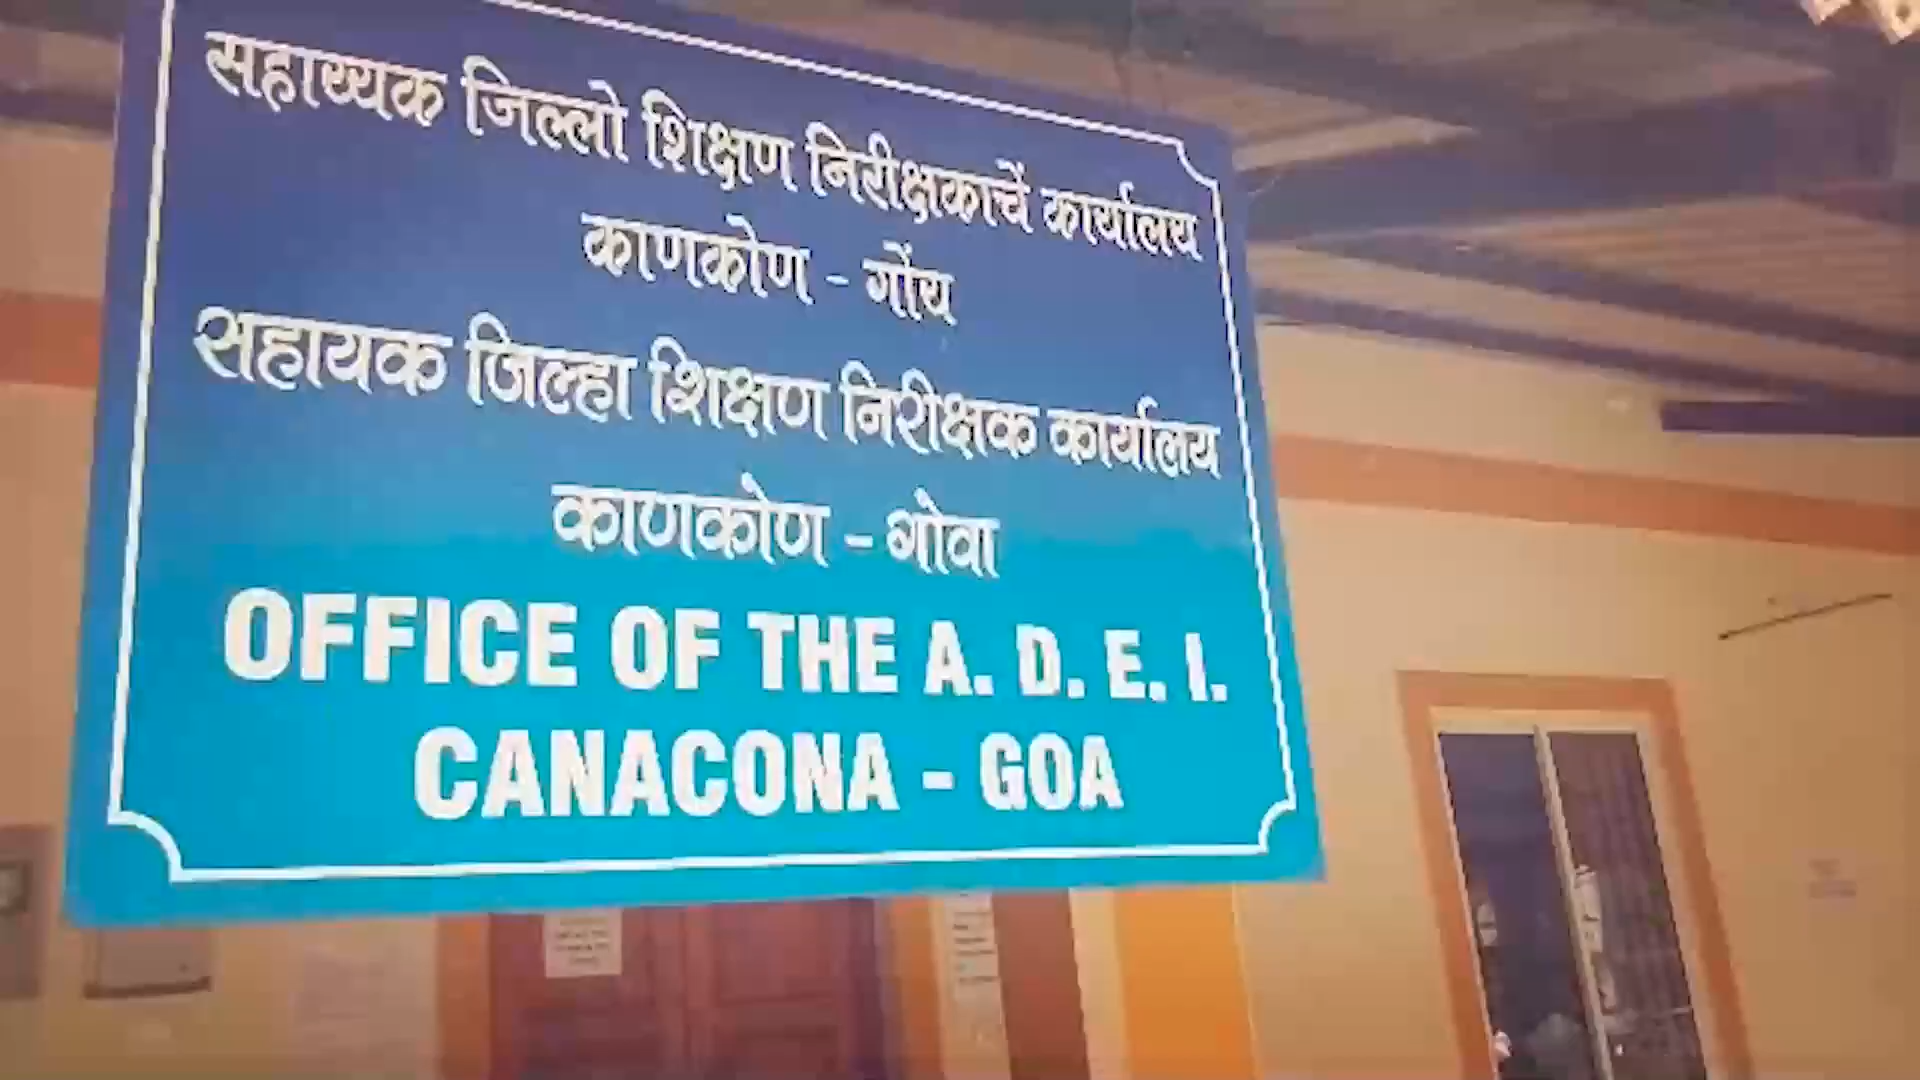 सहाय्यक जिल्लो शिक्षण निरीक्षकाचें कार्यालय
काणकोण - गोंय
सहायक जिल्हा शिक्षण निरीक्षक कार्यालय
काणकोण - गोवा
OFFICE OF THE A. D. E. I.
CANACONA - GOA